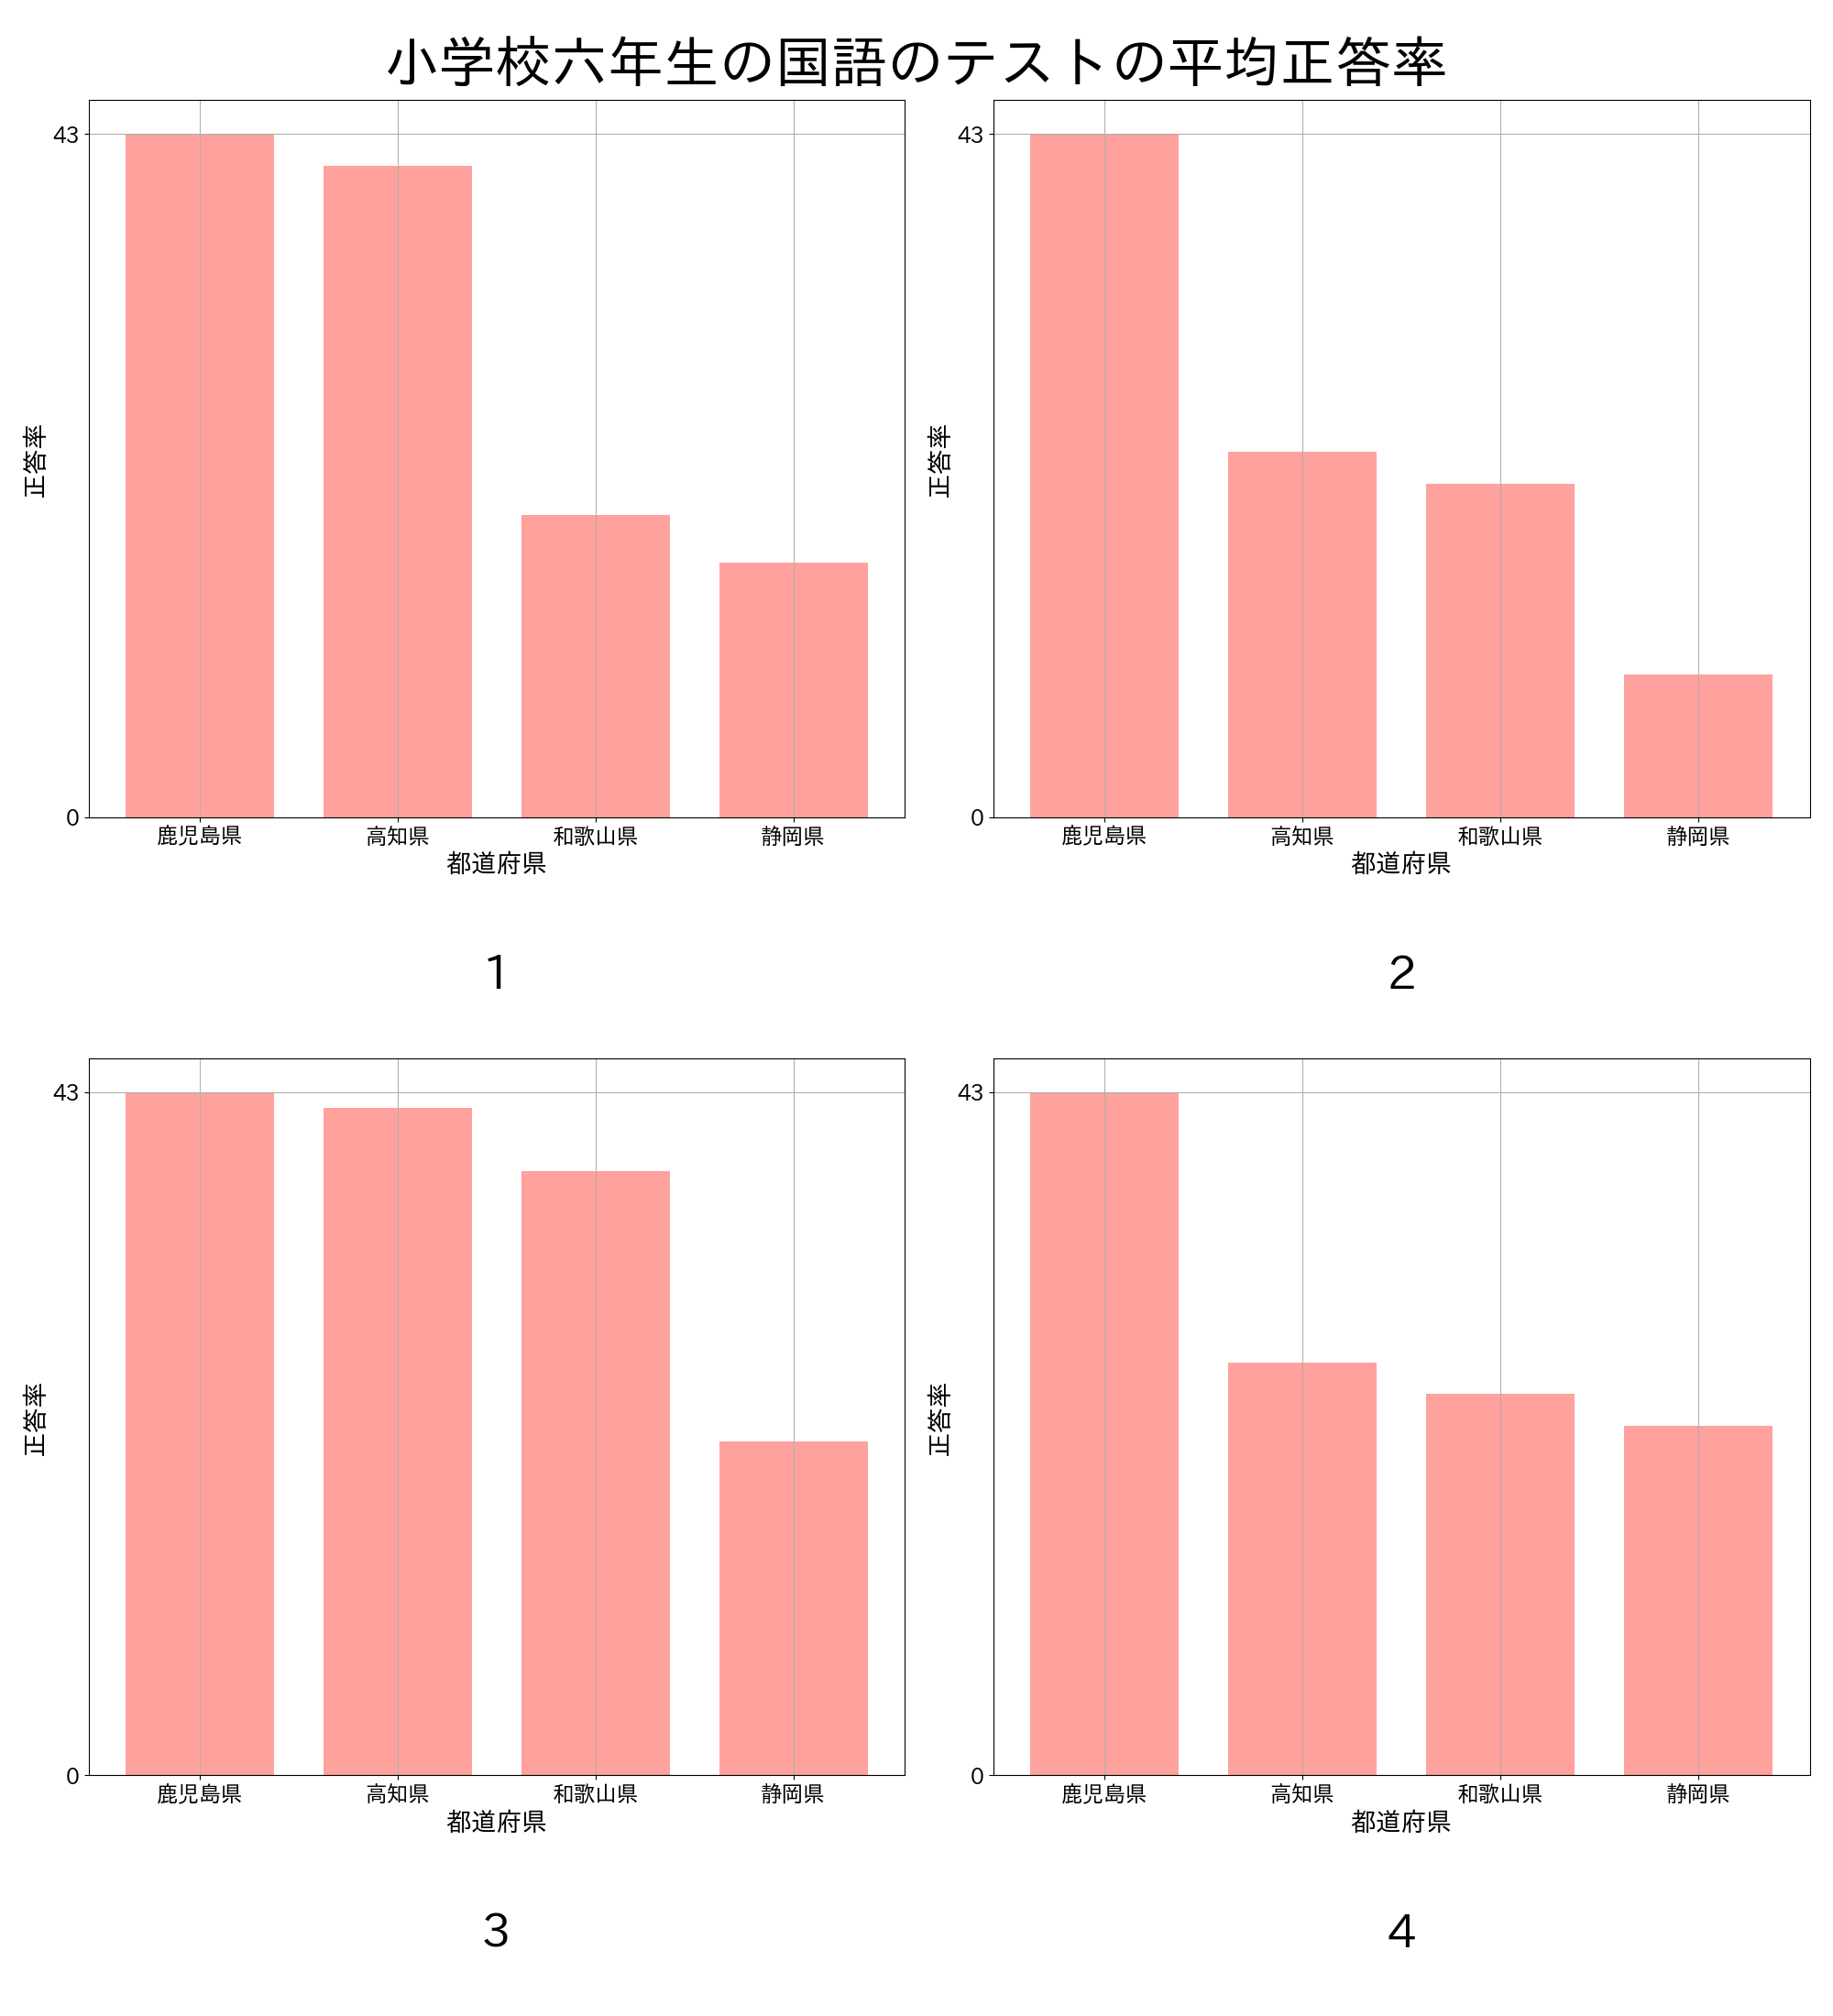 小学校六年生の国語のテストの平均正答率
43
0
正答率
鹿児島県 高知県 和歌山県 静岡県
都道府県
1
43
0
正答率
鹿児島県 高知県 和歌山県 静岡県
都道府県
2
43
0
正答率
鹿児島県 高知県 和歌山県 静岡県
都道府県
3
43
0
正答率
鹿児島県 高知県 和歌山県 静岡県
都道府県
4